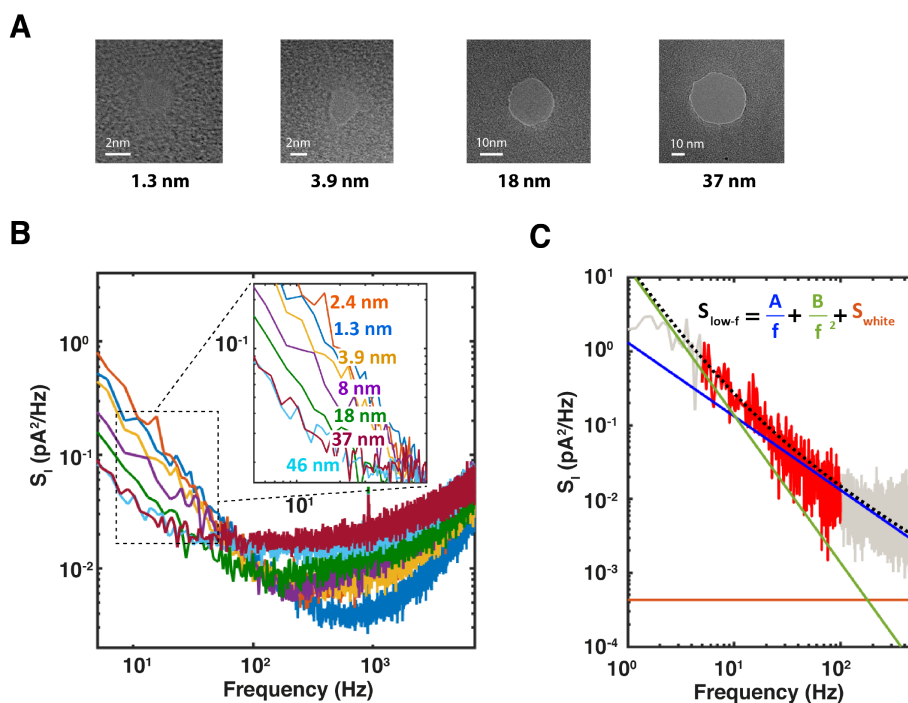 A
2nm
2nm
10nm
10 nm
1.3 nm
3.9 nm
18 nm
37 nm
B
S_I (pA²/Hz)
10⁰
10⁻¹
10⁻²
10¹
10²
10³
Frequency (Hz)
10⁻¹
10¹
2.4 nm
1.3 nm
3.9 nm
8 nm
18 nm
37 nm
46 nm
C
S_I (pA²/Hz)
10¹
10⁰
10⁻¹
10⁻²
10⁻³
10⁻⁴
10⁰
10¹
10²
Frequency (Hz)
S_low-f = A/f + B/f² + S_white